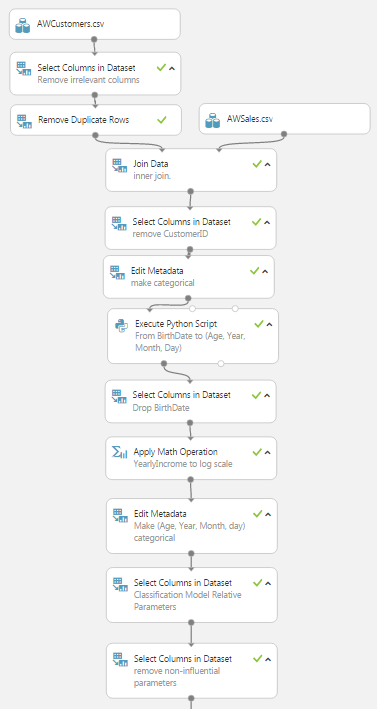 AWCustomers.csv
Select Columns in Dataset
Remove irrelevant columns
Remove Duplicate Rows
AWSales.csv
Join Data
inner join.
Select Columns in Dataset
remove CustomerID
Edit Metadata
make categorical
Execute Python Script
From BirthDate to (Age, Year,
Month, Day)
Select Columns in Dataset
Drop BirthDate
Apply Math Operation
YearlyIncrome to log scale
Edit Metadata
Make (Age, Year, Month, day)
categorical
Select Columns in Dataset
Classification Model Relative
Parameters
Select Columns in Dataset
remove non-influential
parameters